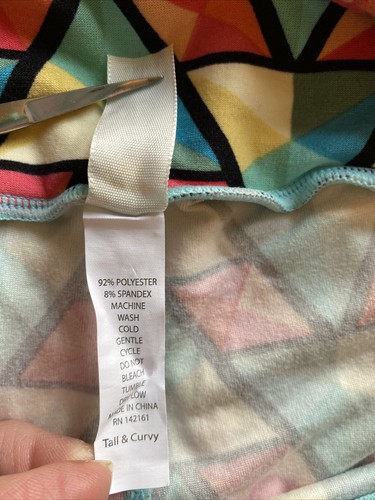 92% POLYESTER
8% SPANDEX
MACHINE
WASH
COLD
GENTLE
CYCLE
DO NOT
BLEACH
TUMBLE
DRY LOW
MADE IN CHINA
RN 142161
Tall & Curvy